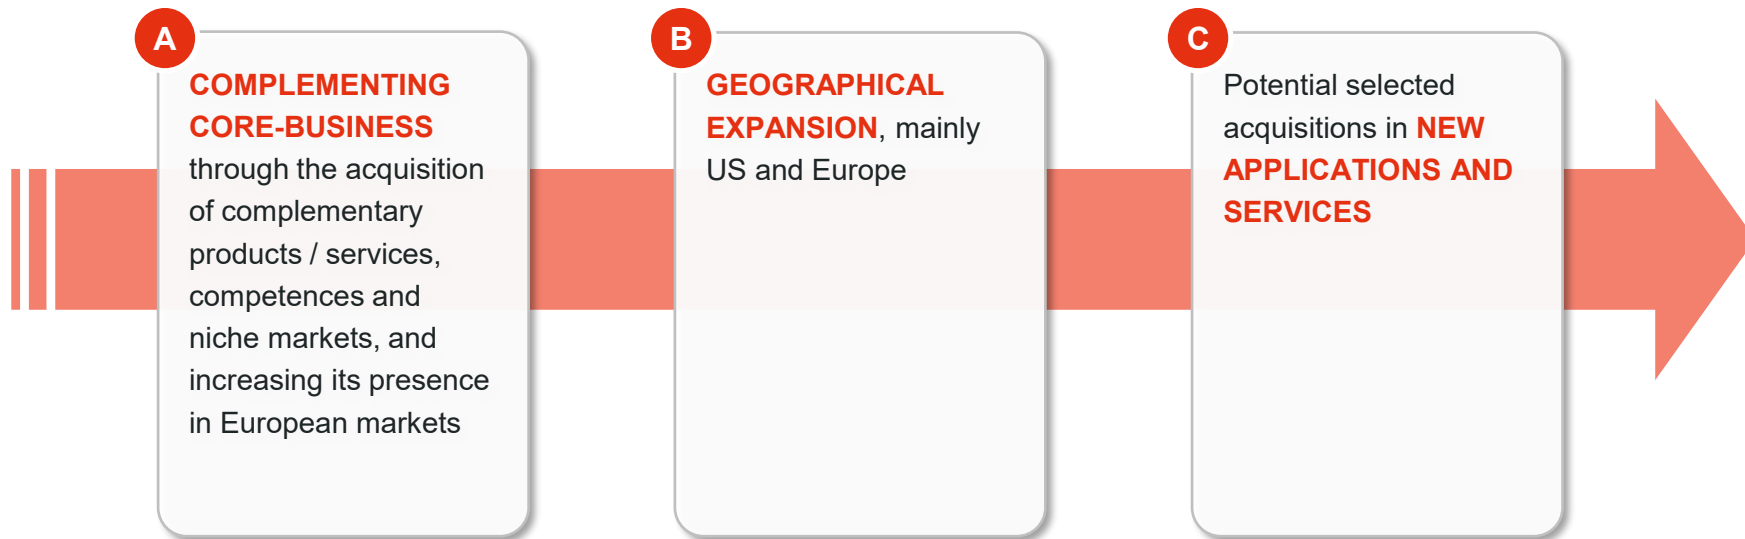 A
COMPLEMENTING
CORE-BUSINESS
through the acquisition
of complementary
products / services,
competences and
niche markets, and
increasing its presence
in European markets
B
GEOGRAPHICAL
EXPANSION, mainly
US and Europe
C
Potential selected
acquisitions in NEW
APPLICATIONS AND
SERVICES